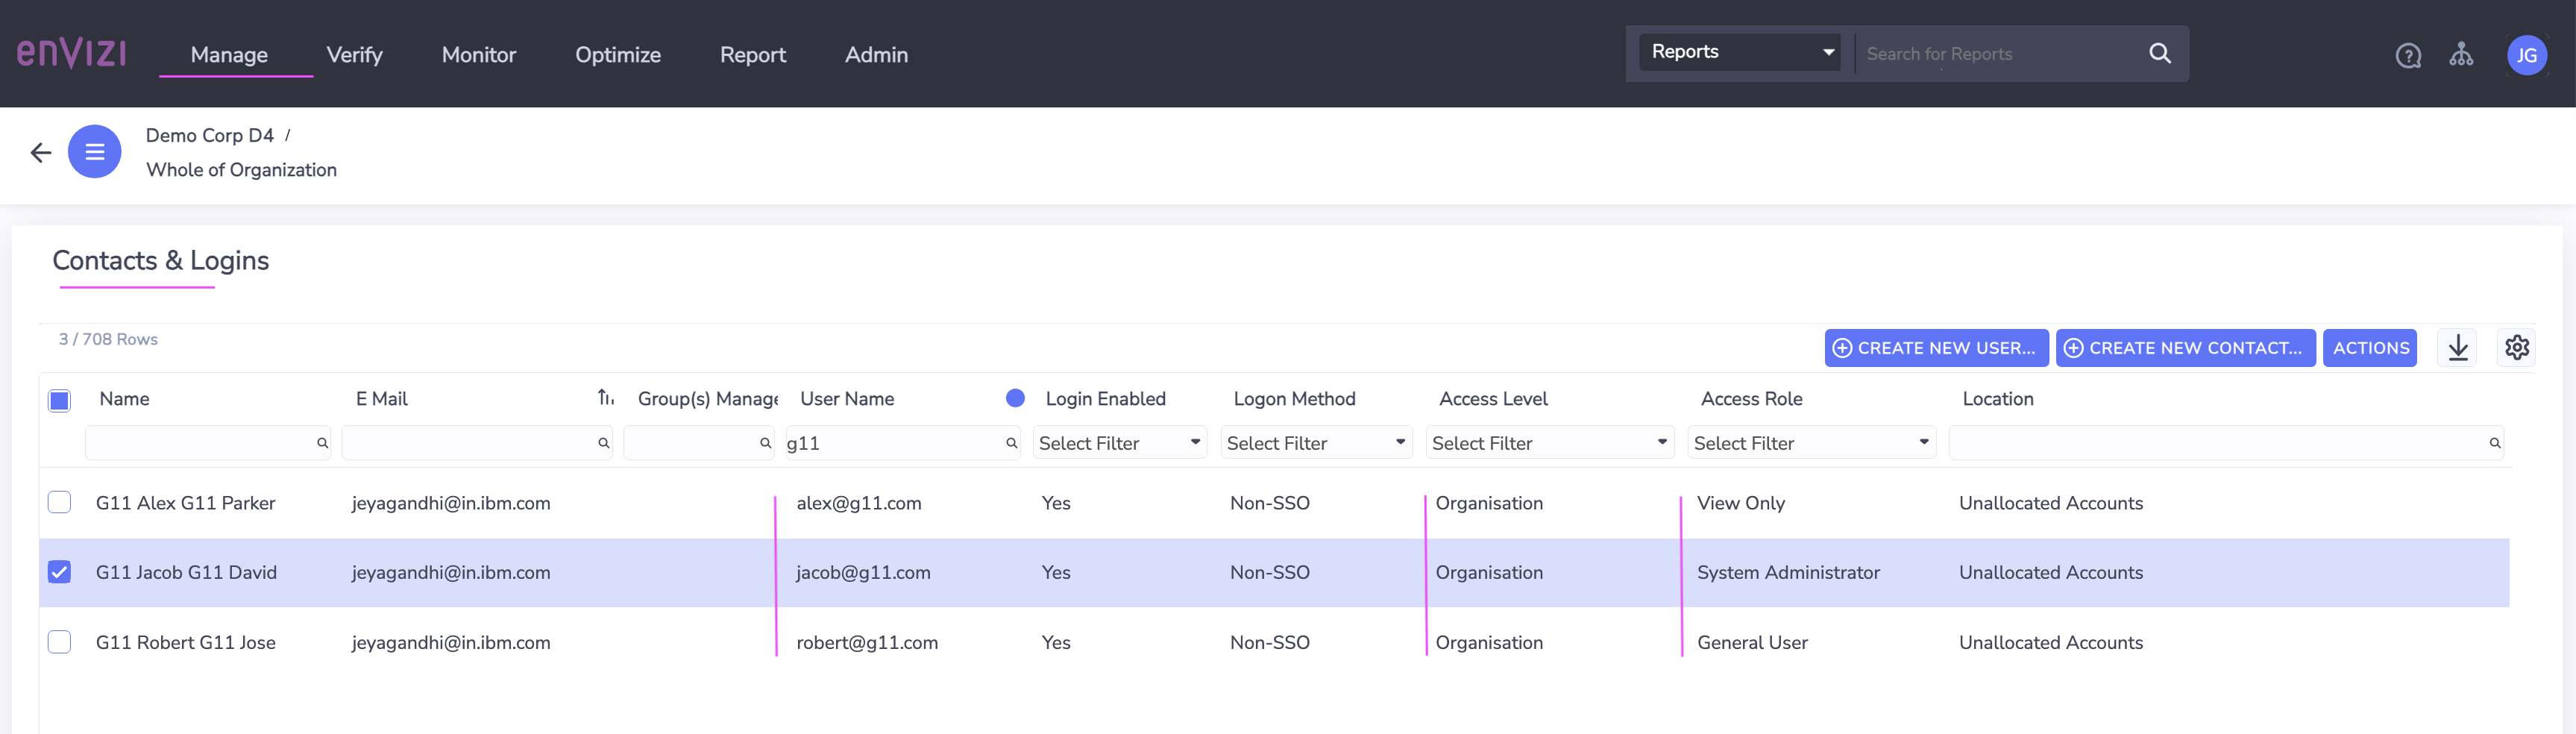 enVIZI Manage Verify Monitor Optimize Report Admin Reports Search for Reports JG
Demo Corp D4 /
Whole of Organization
Contacts & Logins
3 / 708 Rows
CREATE NEW USER... CREATE NEW CONTACT... ACTIONS
Name E Mail Group(s) Manage User Name Login Enabled Logon Method Access Level Access Role Location
g11 Select Filter Select Filter Select Filter Select Filter
G11 Alex G11 Parker jeyagandhi@in.ibm.com alex@g11.com Yes Non-SSO Organisation View Only Unallocated Accounts
G11 Jacob G11 David jeyagandhi@in.ibm.com jacob@g11.com Yes Non-SSO Organisation System Administrator Unallocated Accounts
G11 Robert G11 Jose jeyagandhi@in.ibm.com robert@g11.com Yes Non-SSO Organisation General User Unallocated Accounts